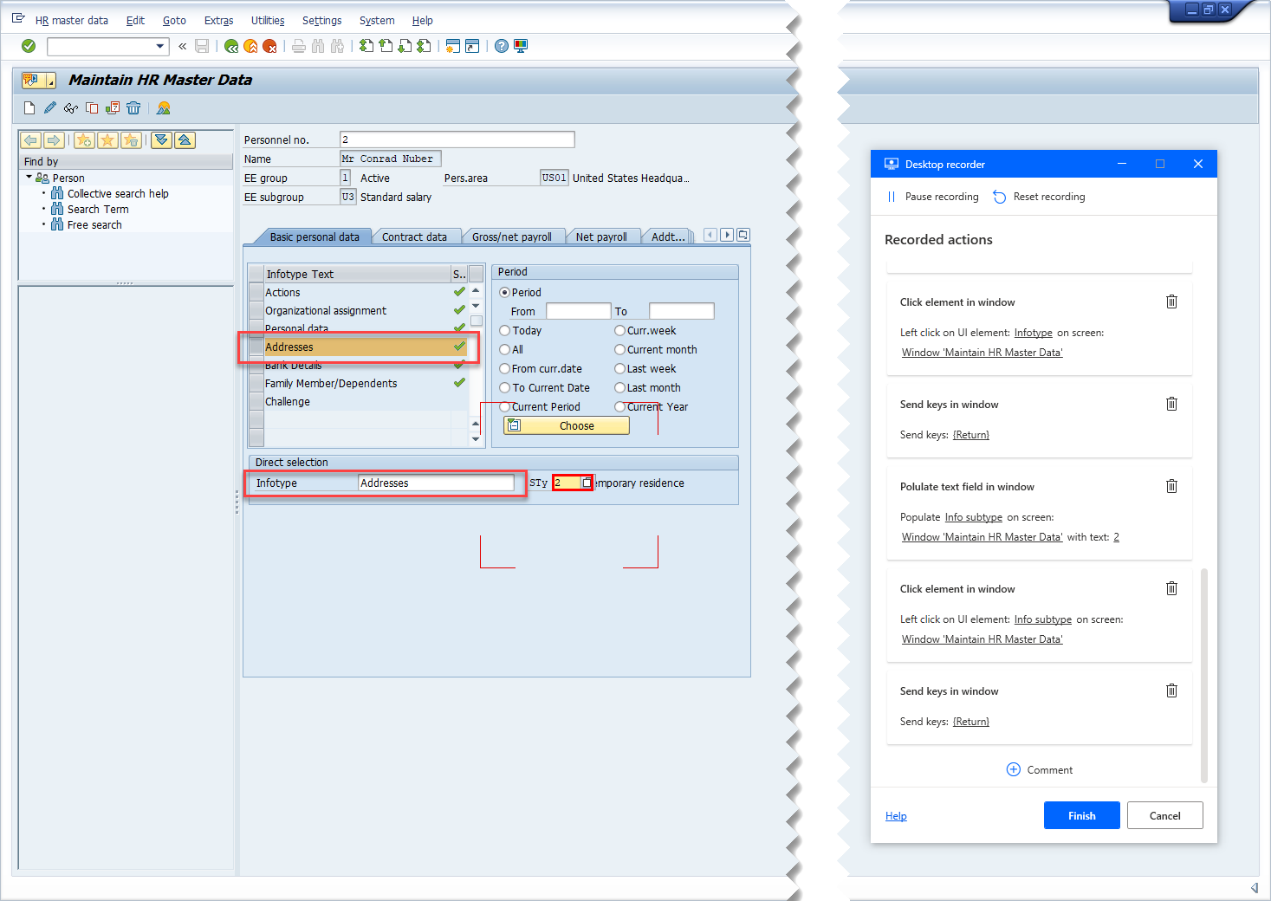 HR master data Edit Goto Extras Utilities Settings System Help
Maintain HR Master Data
Find by
Person
Collective search help
Search Term
Free search
Personnel no. 2
Name Mr Conrad Nuber
EE group 1 Active Pers.area US01 United States Headqua...
EE subgroup U3 Standard salary
Basic personal data Contract data Gross/net payroll Net payroll Addt...
Infotype Text S..
Actions
Organizational assignment
Personal data
Addresses
Bank Details
Family Member/Dependents
Challenge
Period
Period
From To
Today Curr.week
All Current month
From curr.date Last week
To Current Date Last month
Current Period Current Year
Choose
Direct selection
Infotype Addresses STy 2 emporary residence
Desktop recorder
Pause recording Reset recording
Recorded actions
Click element in window
Left click on UI element: Infotype on screen:
Window 'Maintain HR Master Data'
Send keys in window
Send keys: {Return}
Polulate text field in window
Populate Info subtype on screen:
Window 'Maintain HR Master Data' with text: 2
Click element in window
Left click on UI element: Info subtype on screen:
Window 'Maintain HR Master Data'
Send keys in window
Send keys: {Return}
Comment
Help Finish Cancel